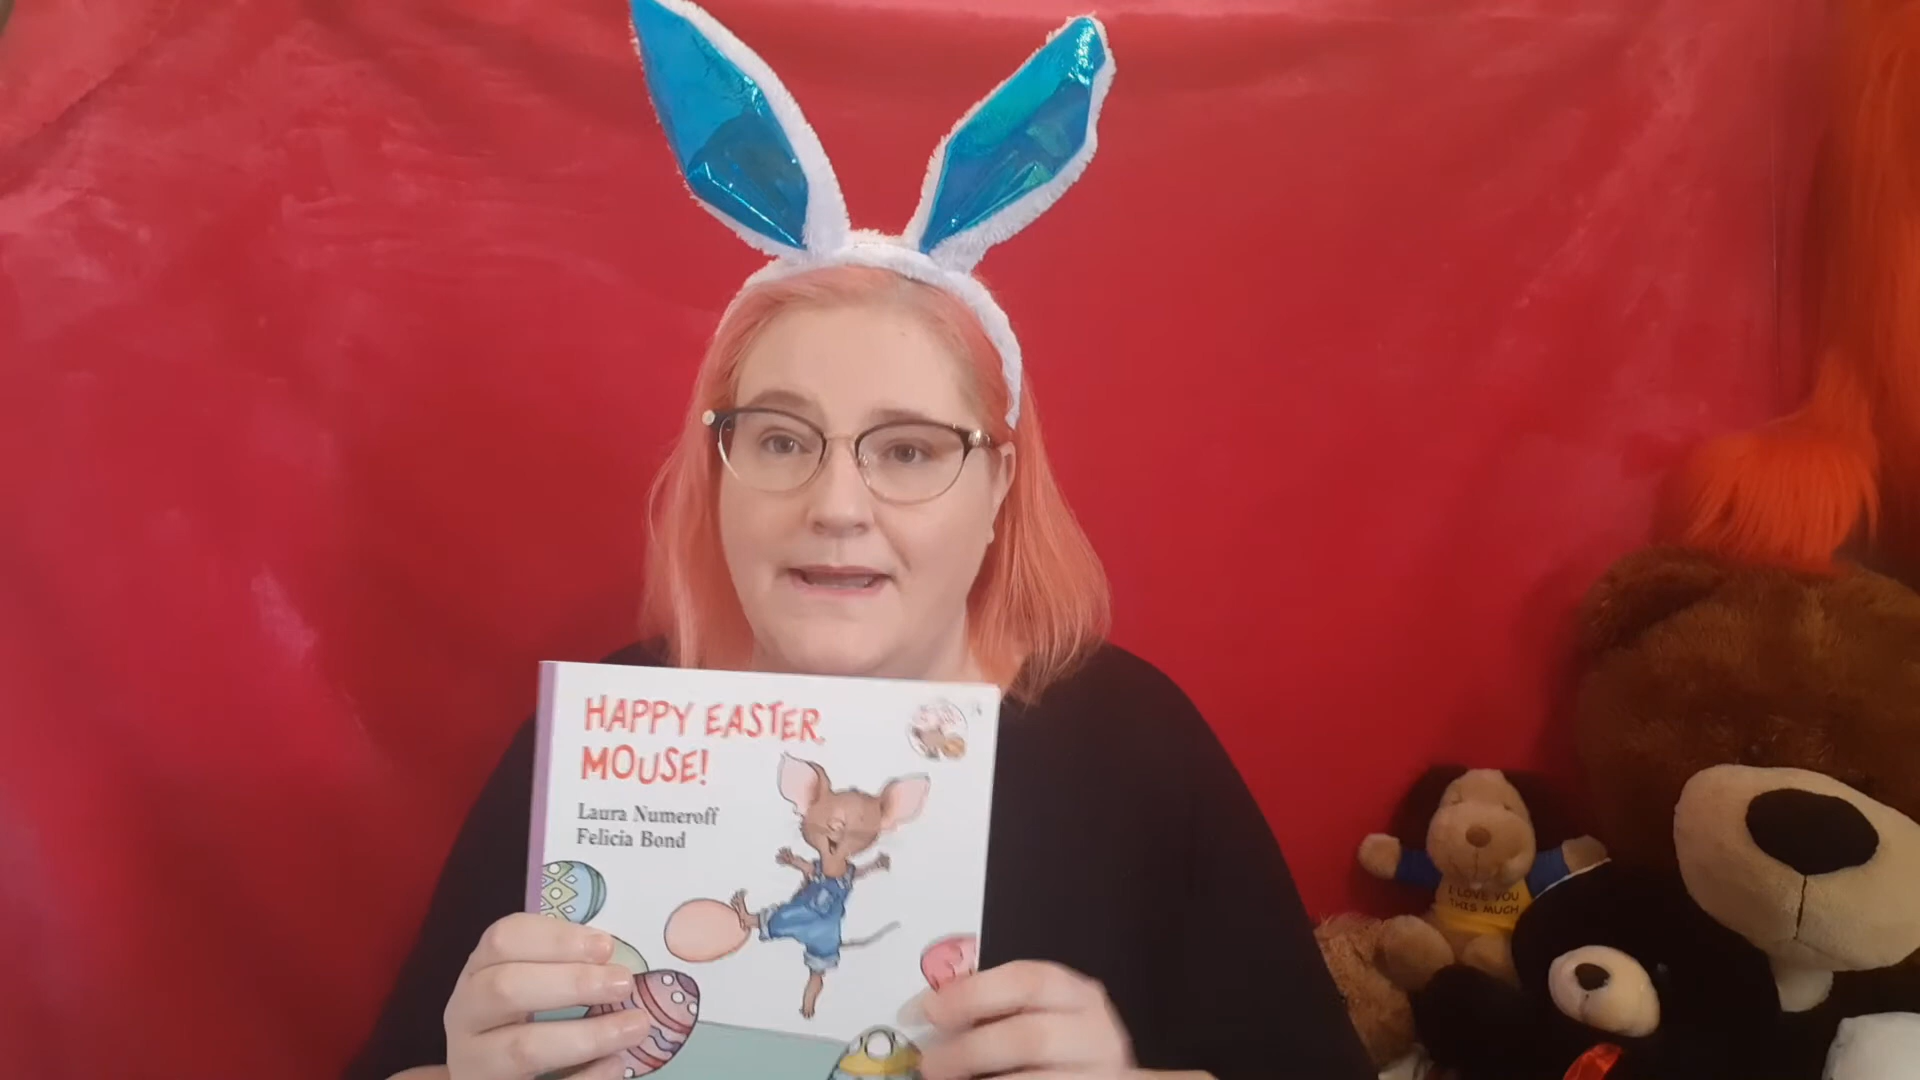 HAPPY EASTER,
MOUSE!
Laura Numeroff
Felicia Bond
I LOVE YOU
THIS MUCH